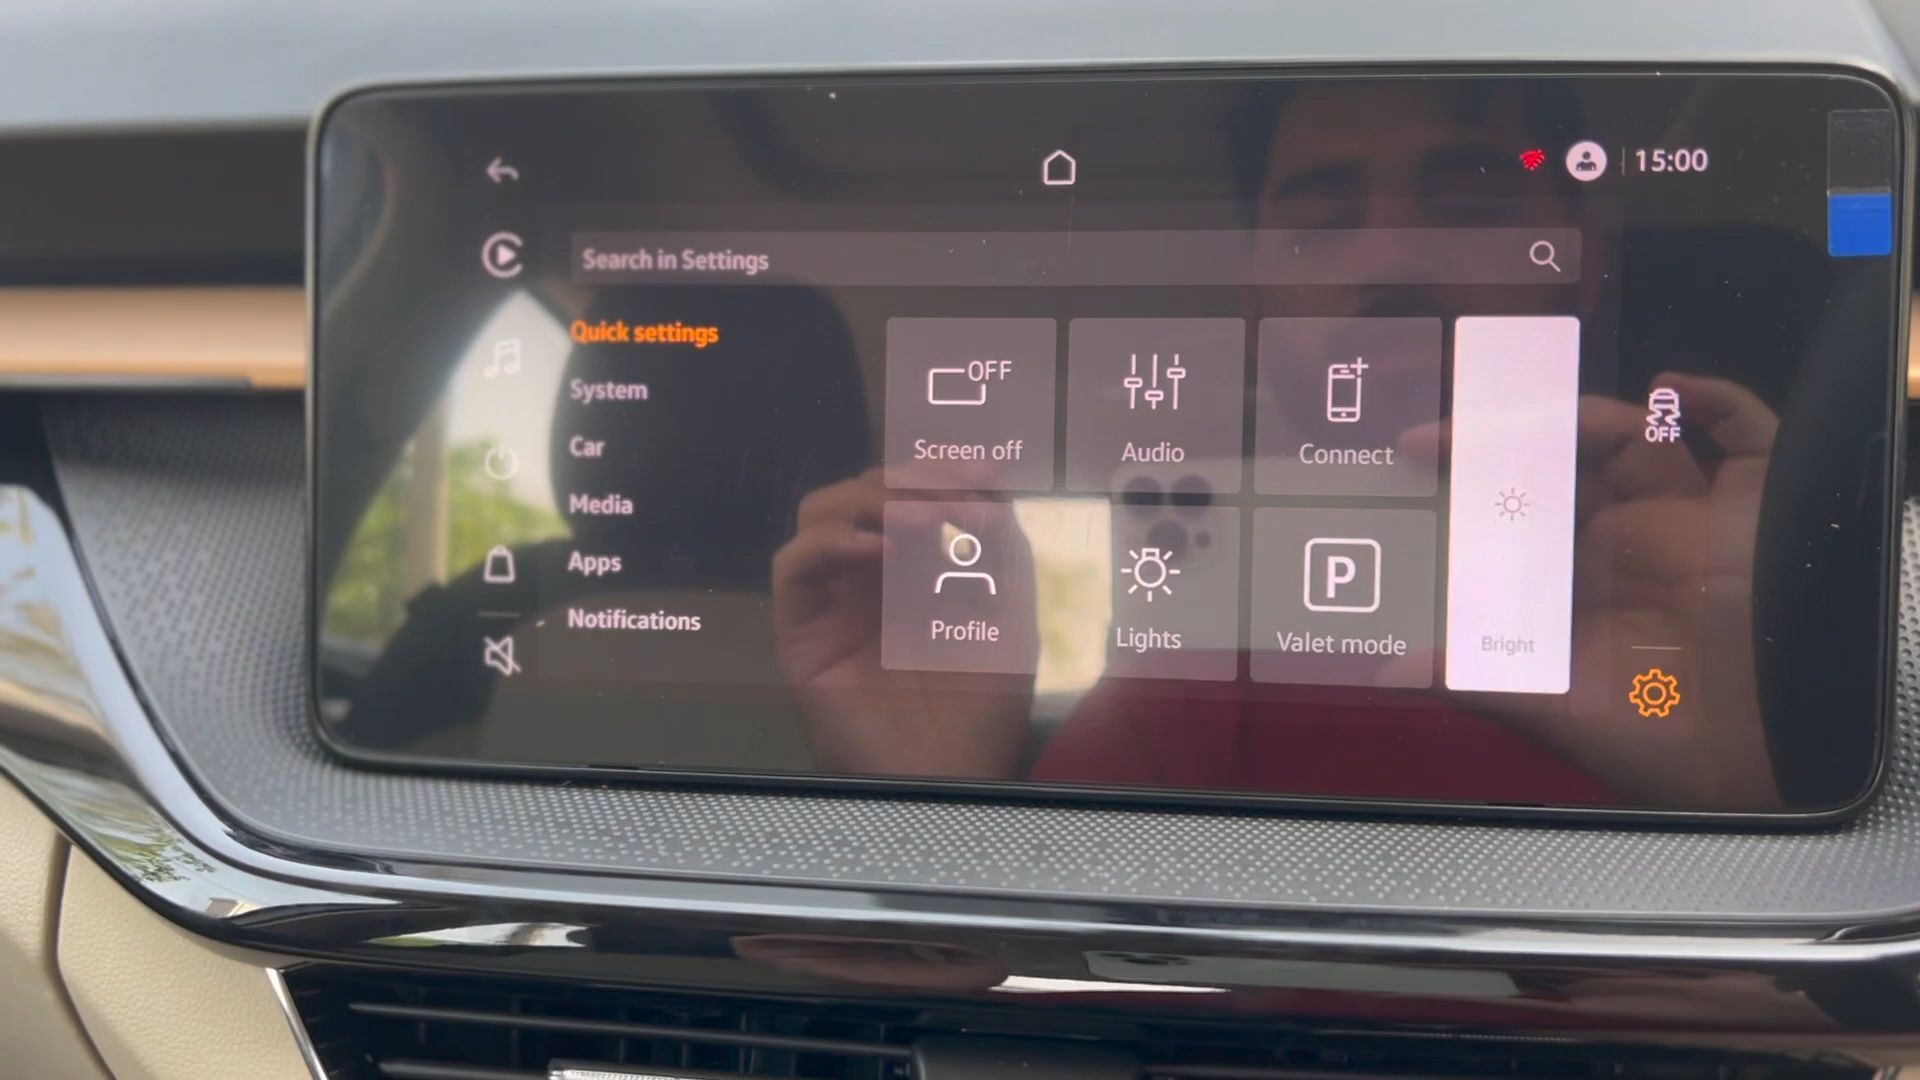 15:00
Search in Settings
Quick settings
System
Car
Media
Apps
Notifications
OFF
Screen off
Audio
Connect
Profile
Lights
P
Valet mode
Bright
OFF